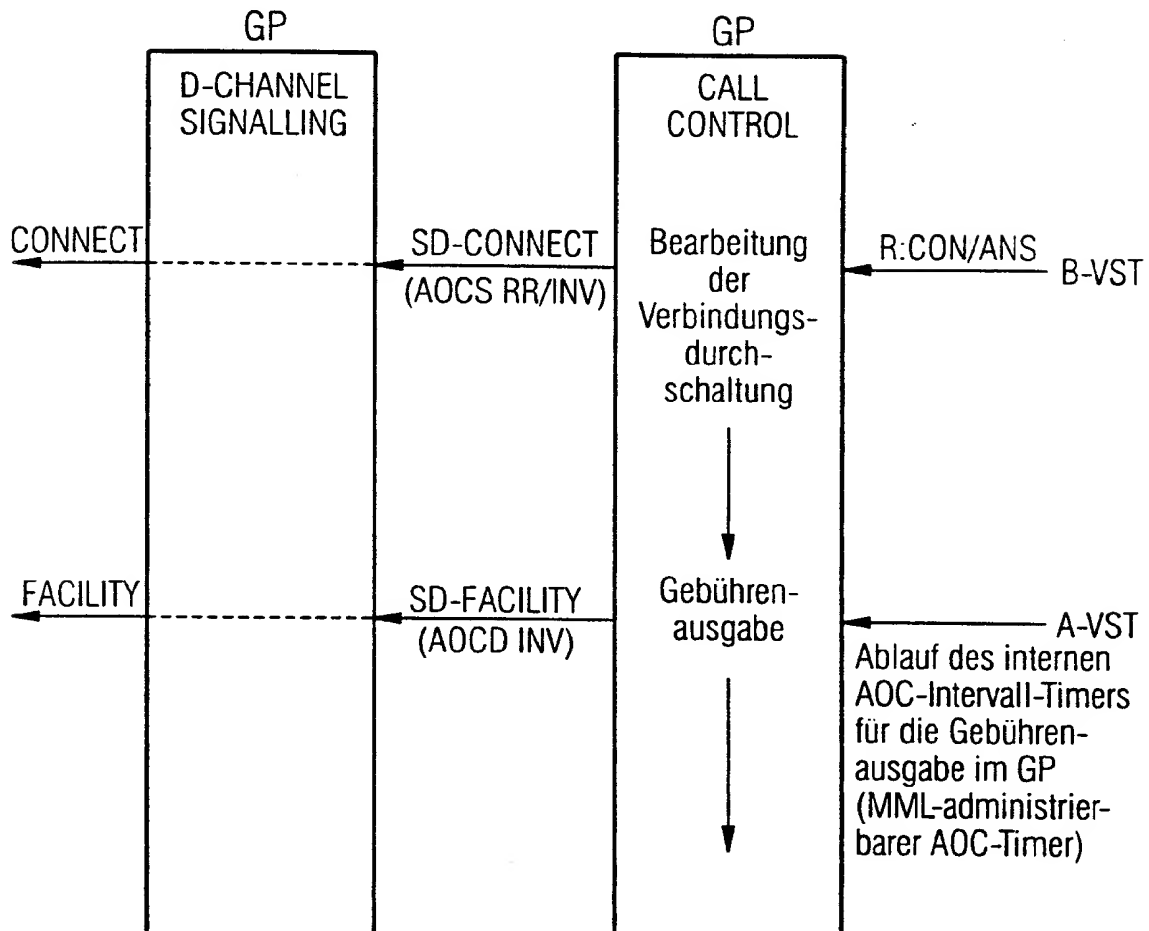 GP
D-CHANNEL
SIGNALLING
GP
CALL
CONTROL
CONNECT
SD-CONNECT
(AOCS RR/INV)
Bearbeitung
der
Verbindungs-
durch-
schaltung
R:CON/ANS
B-VST
FACILITY
SD-FACILITY
(AOCD INV)
Gebühren-
ausgabe
A-VST
Ablauf des internen
AOC-Intervall-Timers
für die Gebühren-
ausgabe im GP
(MML-administrier-
barer AOC-Timer)